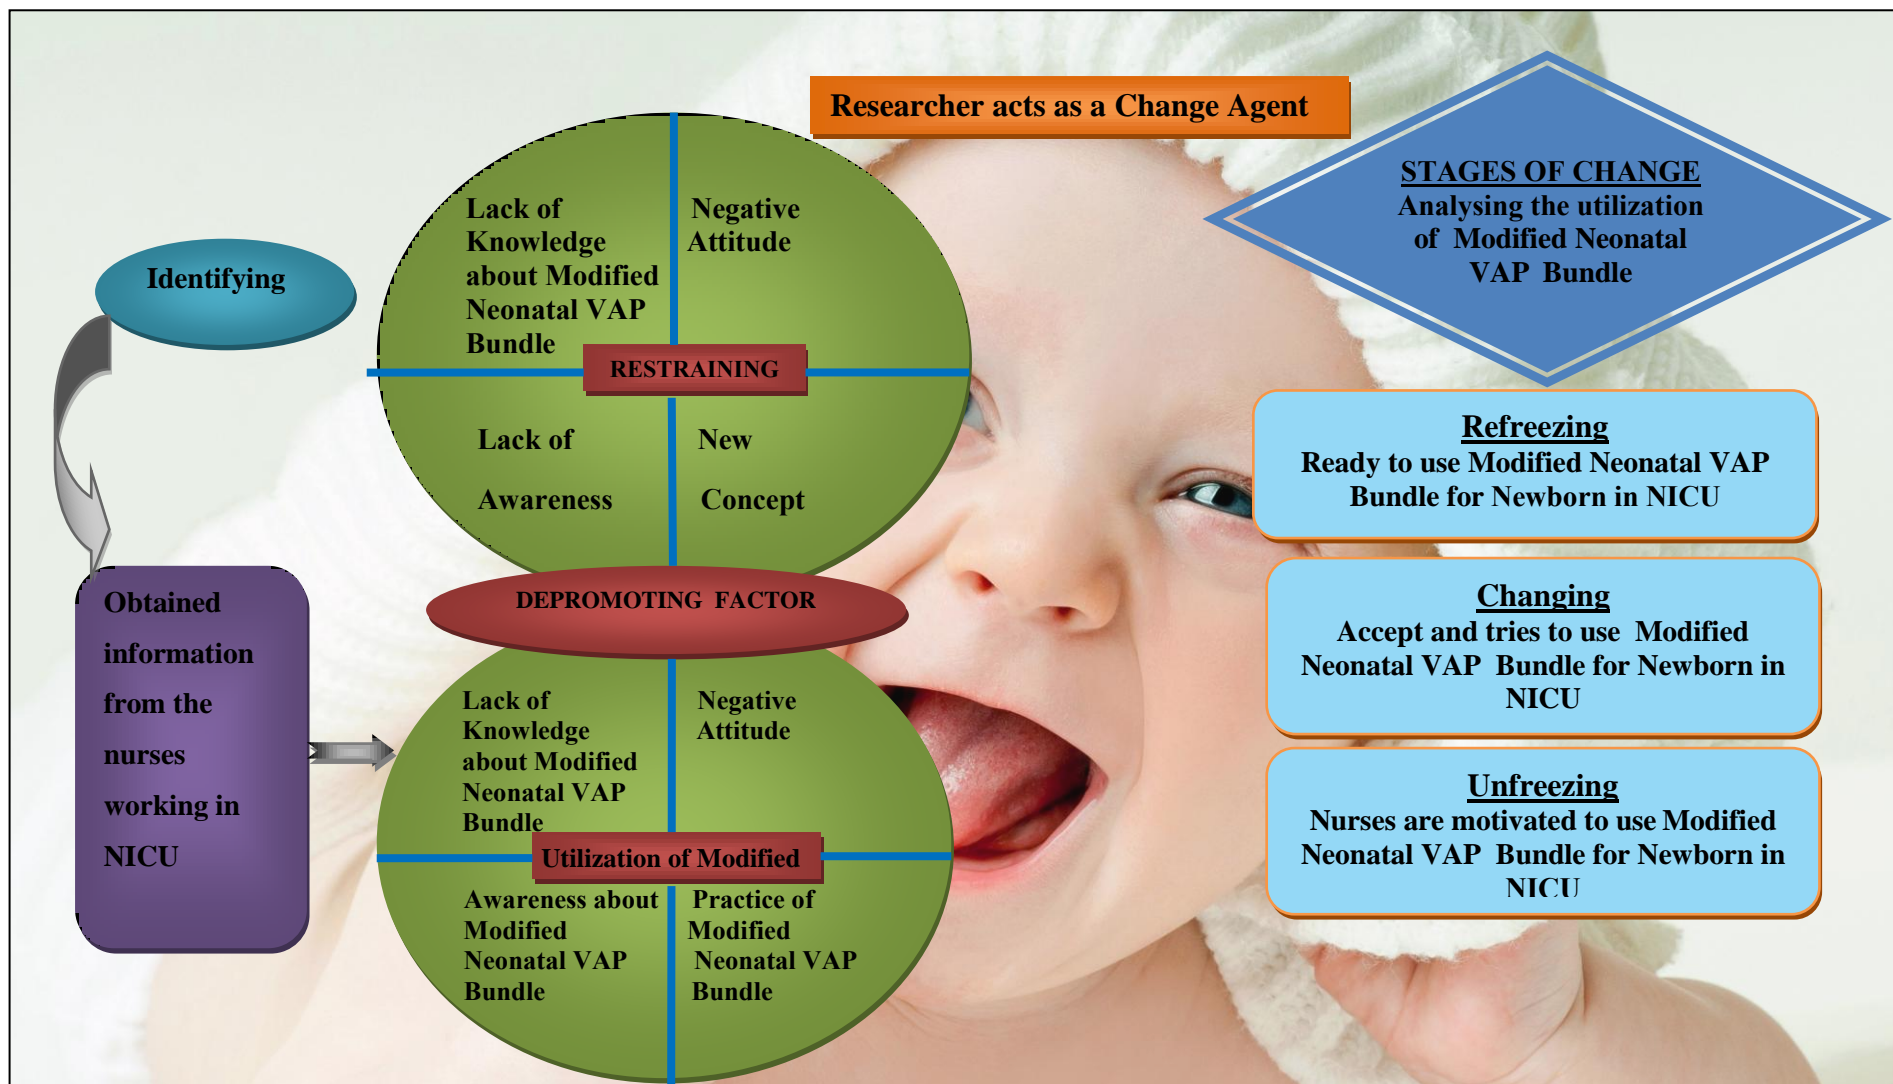 Researcher acts as a Change Agent
STAGES OF CHANGE
Analysing the utilization
of Modified Neonatal
VAP Bundle
Identifying
Obtained
information
from the
nurses
working in
NICU
Lack of
Knowledge
about Modified
Neonatal VAP
Bundle
Negative
Attitude
RESTRAINING
Lack of
Awareness
New
Concept
DEPROMOTING FACTOR
Lack of
Knowledge
about Modified
Neonatal VAP
Bundle
Negative
Attitude
Utilization of Modified
Awareness about
Modified
Neonatal VAP
Bundle
Practice of
Modified
Neonatal VAP
Bundle
Refreezing
Ready to use Modified Neonatal VAP
Bundle for Newborn in NICU
Changing
Accept and tries to use Modified
Neonatal VAP Bundle for Newborn in
NICU
Unfreezing
Nurses are motivated to use Modified
Neonatal VAP Bundle for Newborn in
NICU